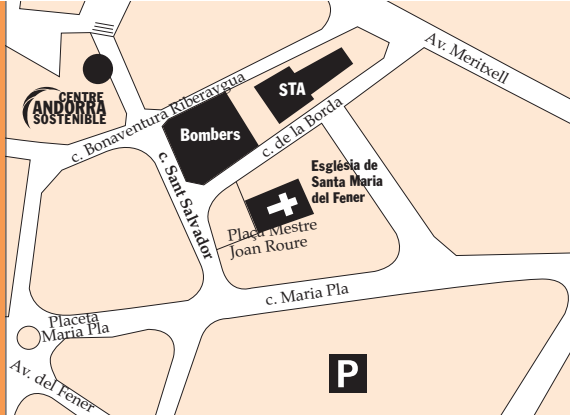 Av. Meritxell
CENTRE
ANDORRA
SOSTENIBLE
STA
c. Bonaventura Riberaygua
Bombers
c. de la Borda
c. Sant Salvador
Església de
Santa Maria
del Fener
Plaça Mestre
Joan Roure
c. Maria Pla
Placeta
Maria Pla
Av. del Fener
P